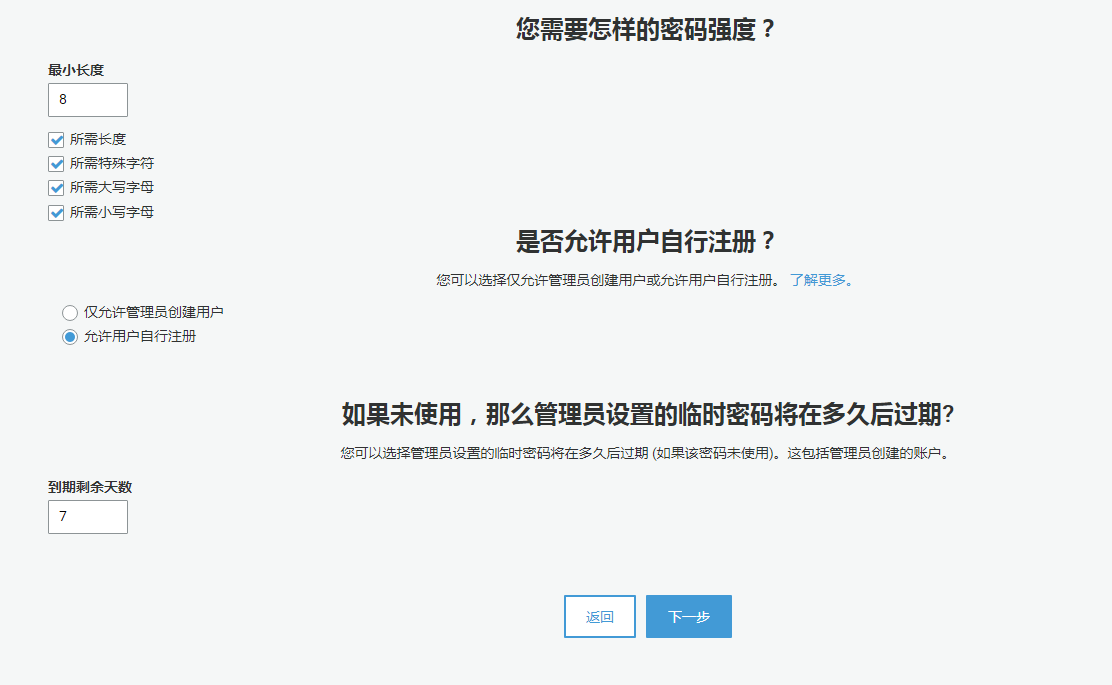 您需要怎样的密码强度？
最小长度
8
所需长度
所需特殊字符
所需大写字母
所需小写字母
是否允许用户自行注册？
您可以选择仅允许管理员创建用户或允许用户自行注册。 了解更多。
仅允许管理员创建用户
允许用户自行注册
如果未使用，那么管理员设置的临时密码将在多久后过期?
您可以选择管理员设置的临时密码将在多久后过期 (如果该密码未使用)。这包括管理员创建的账户。
到期剩余天数
7
返回 下一步